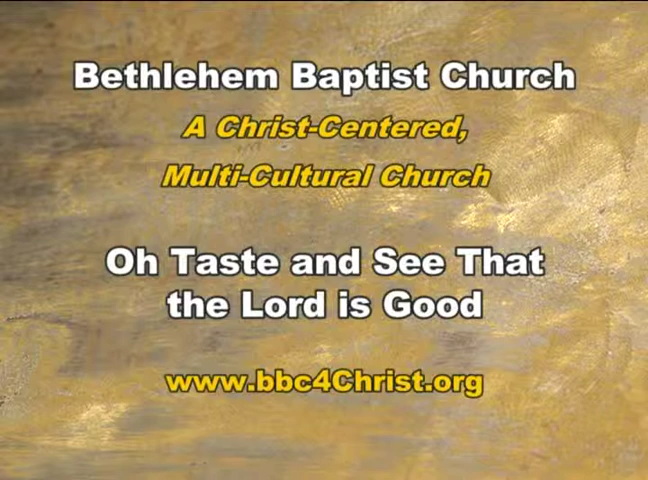 Bethlehem Baptist Church
A Christ-Centered,
Multi-Cultural Church
Oh Taste and See That
the Lord is Good
www.bbc4Christ.org